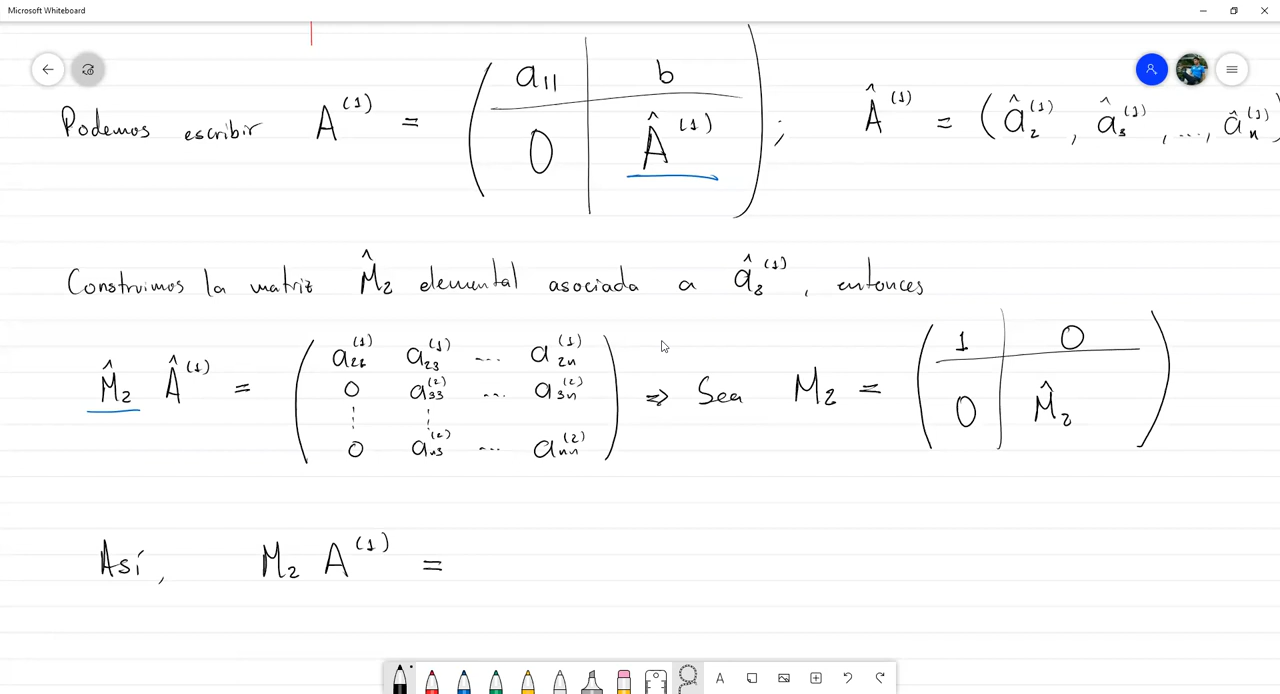 Microsoft Whiteboard
Podemos escribir A^(1) = ( a11 | b ; 0 | Â^(1) ) ; Â^(1) = ( â2^(1) , â3^(1) , ..., ân^(1) )
Construimos la matriz M̂2 elemental asociada a â2^(1), entonces
M̂2 Â^(1) = ( a22^(1) a23^(1) ... a2n^(1) ; 0 a33^(2) ... a3n^(2) ; ⋮ ⋮ ; 0 an3^(2) ... ann^(2) ) => Sea M2 = ( 1 | 0 ; 0 | M̂2 )
Así, M2 A^(1) =
A